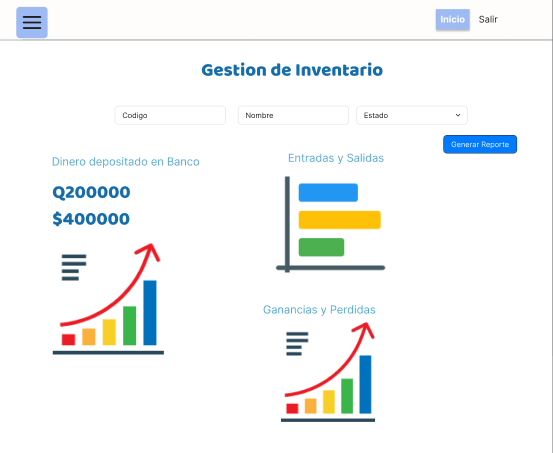 Inicio
Salir
Gestion de Inventario
Codigo
Nombre
Estado
Generar Reporte
Dinero depositado en Banco
Q200000
$400000
Entradas y Salidas
Ganancias y Perdidas